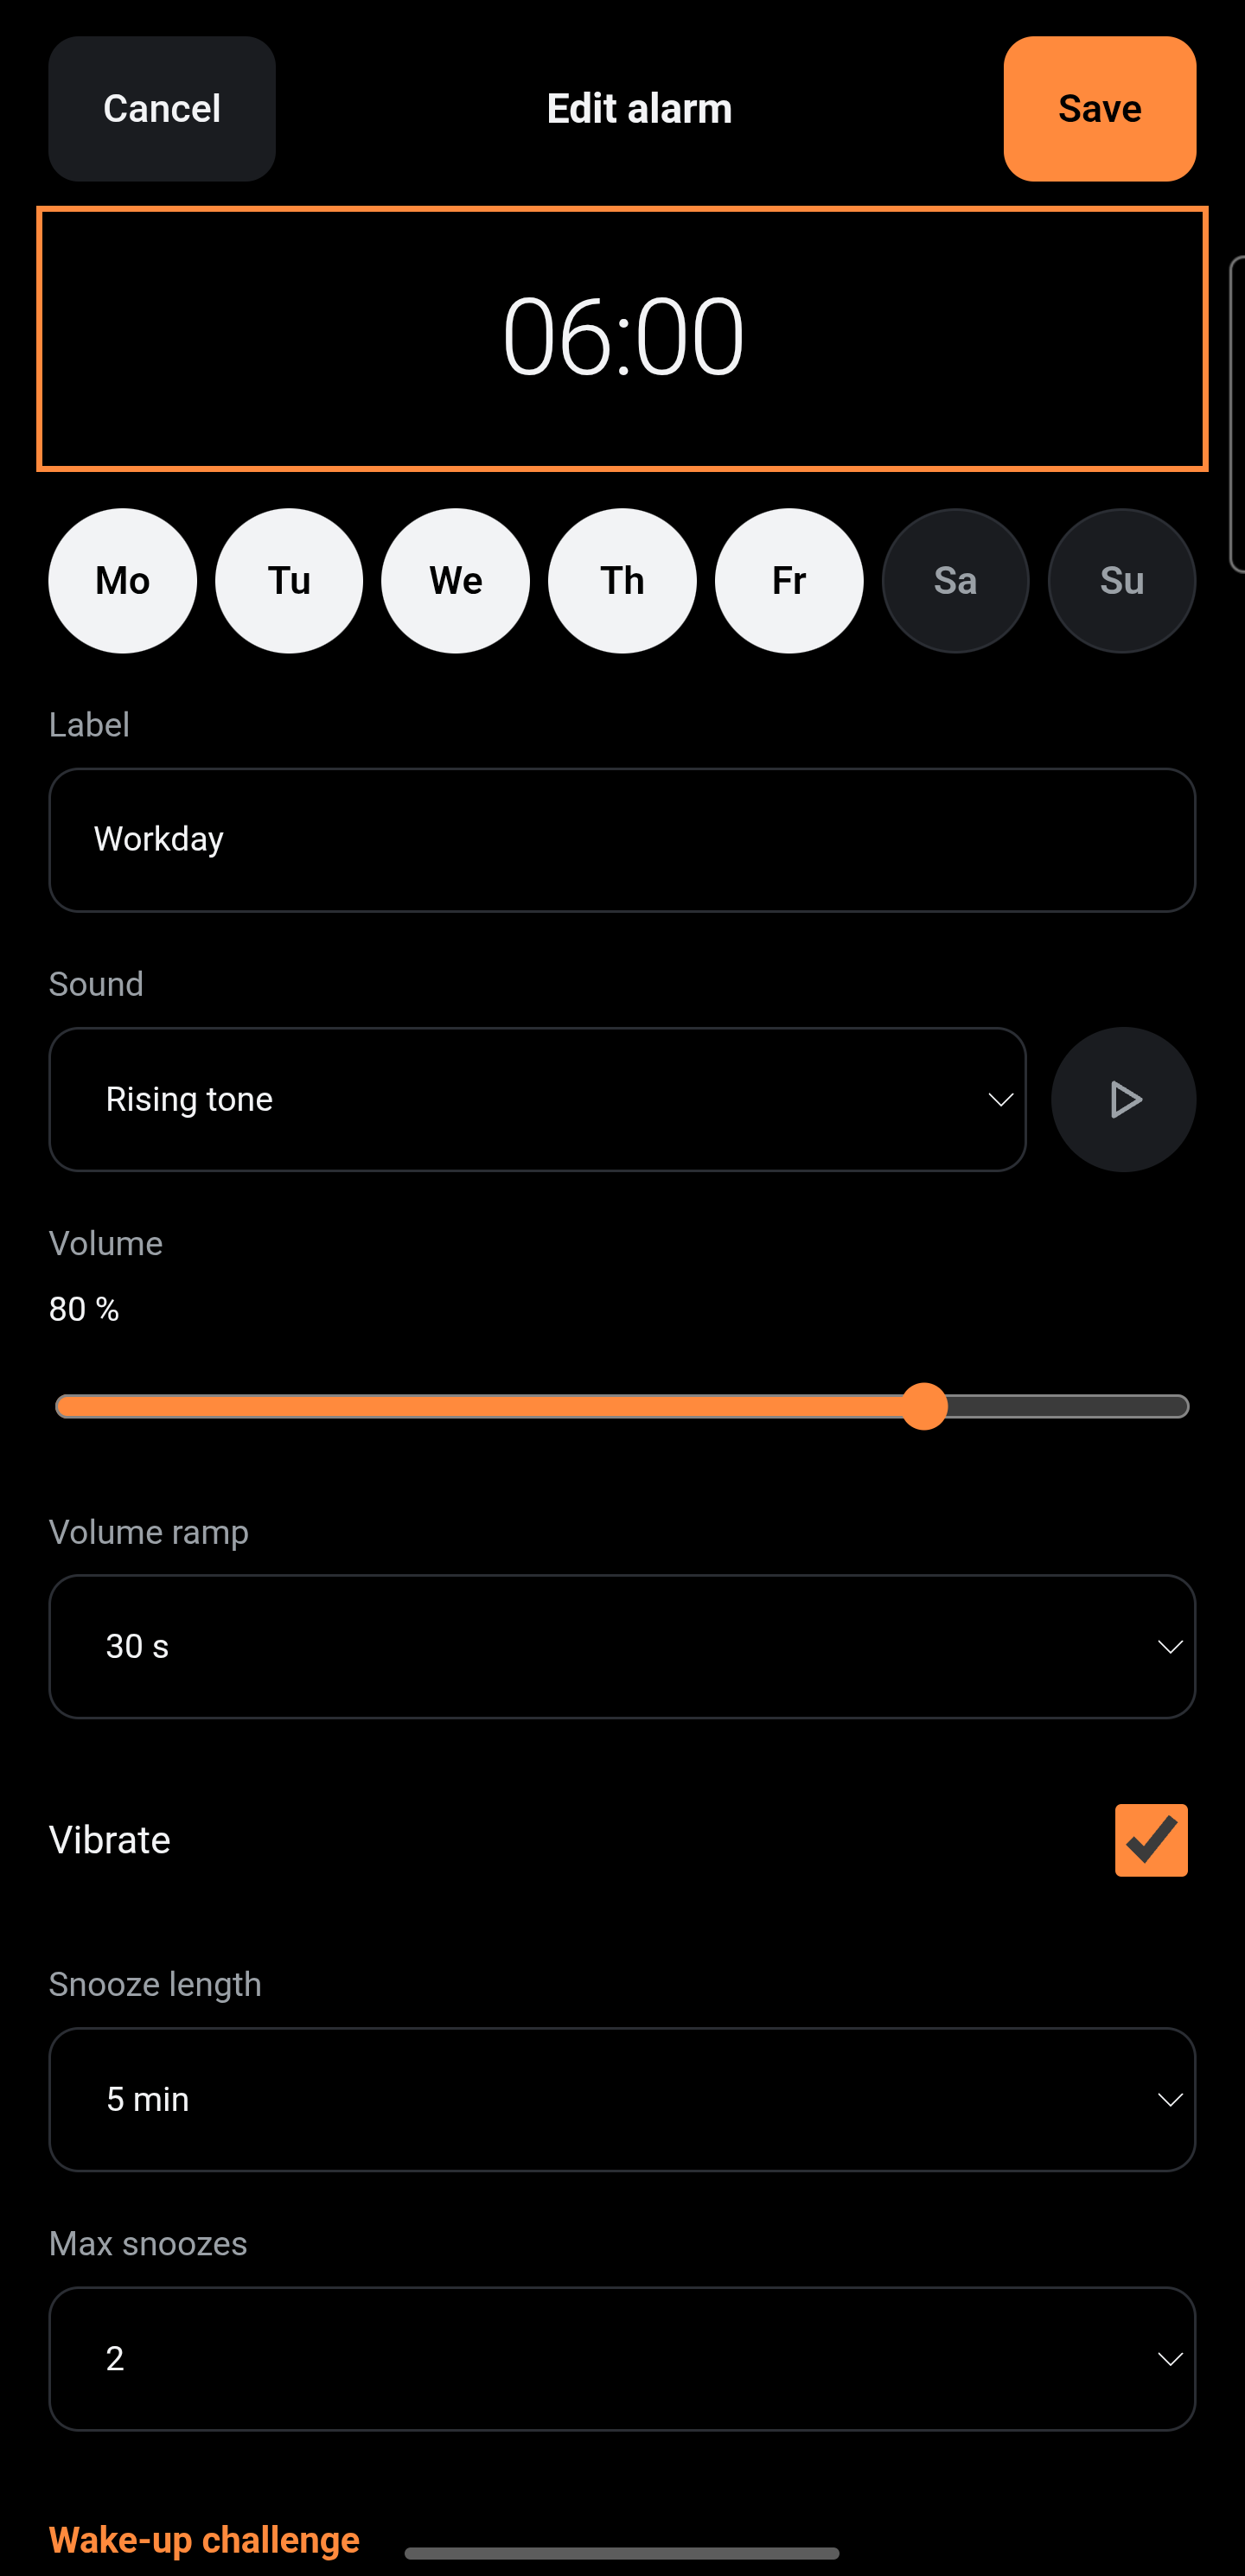 Cancel
Edit alarm
Save
06:00
Mo Tu We Th Fr Sa Su
Label
Workday
Sound
Rising tone
Volume
80 %
Volume ramp
30 s
Vibrate
Snooze length
5 min
Max snoozes
2
Wake-up challenge